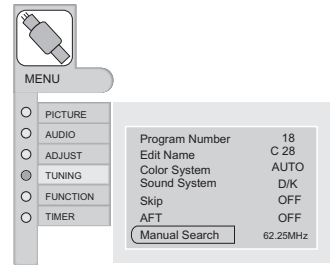 MENU
PICTURE
AUDIO
ADJUST
TUNING
FUNCTION
TIMER
Program Number 18
Edit Name C 28
Color System AUTO
Sound System D/K
Skip OFF
AFT OFF
Manual Search 62.25MHz